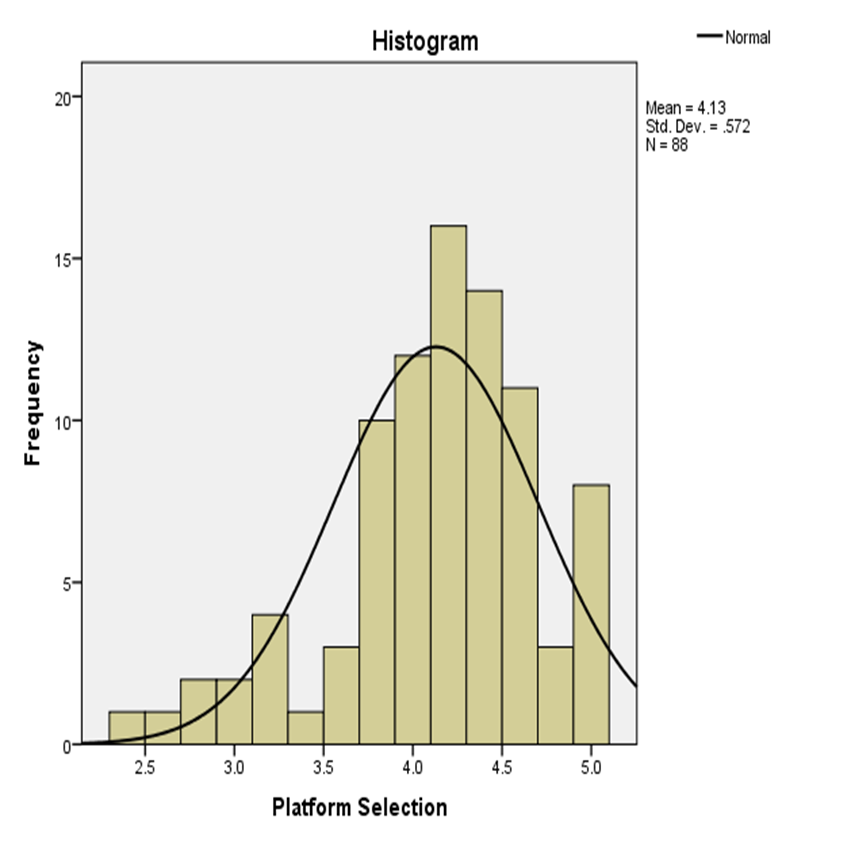 Histogram
Normal
Mean = 4.13
Std. Dev. = .572
N = 88
Frequency
20
15
10
5
0
2.5 3.0 3.5 4.0 4.5 5.0
Platform Selection